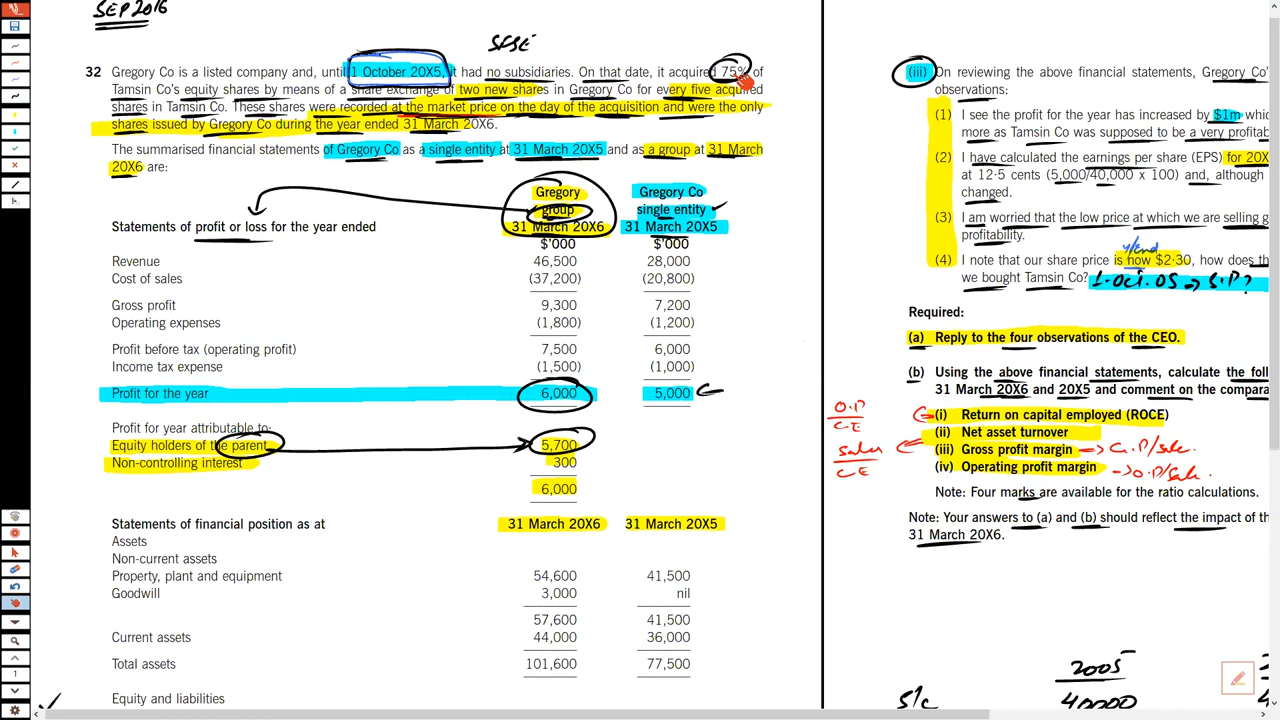 SEP 2016
32 Gregory Co is a listed company and, until 1 October 20X5, it had no subsidiaries. On that date, it acquired 75% of
Tamsin Co's equity shares by means of a share exchange of two new shares in Gregory Co for every five acquired
shares in Tamsin Co. These shares were recorded at the market price on the day of the acquisition and were the only
shares issued by Gregory Co during the year ended 31 March 20X6.
The summarised financial statements of Gregory Co as a single entity at 31 March 20X5 and as a group at 31 March
20X6 are:
Gregory Gregory Co
group single entity
Statements of profit or loss for the year ended 31 March 20X6 31 March 20X5
$'000 $'000
Revenue 46,500 28,000
Cost of sales (37,200) (20,800)
Gross profit 9,300 7,200
Operating expenses (1,800) (1,200)
Profit before tax (operating profit) 7,500 6,000
Income tax expense (1,500) (1,000)
Profit for the year 6,000 5,000
Profit for year attributable to:
Equity holders of the parent 5,700
Non-controlling interest 300
6,000
Statements of financial position as at 31 March 20X6 31 March 20X5
Assets
Non-current assets
Property, plant and equipment 54,600 41,500
Goodwill 3,000 nil
57,600 41,500
Current assets 44,000 36,000
Total assets 101,600 77,500
Equity and liabilities
(iii) On reviewing the above financial statements, Gregory Co'
observations:
(1) I see the profit for the year has increased by $1m whic
more as Tamsin Co was supposed to be a very profitab
(2) I have calculated the earnings per share (EPS) for 20X
at 12·5 cents (5,000/40,000 x 100) and, although
changed.
(3) I am worried that the low price at which we are selling g
profitability.
Y/End
(4) I note that our share price is now $2·30, how does th
we bought Tamsin Co? 1.Oct.05 → S.P?
Required:
(a) Reply to the four observations of the CEO.
(b) Using the above financial statements, calculate the foll
31 March 20X6 and 20X5 and comment on the compara
O.P
C.E
(i) Return on capital employed (ROCE)
(ii) Net asset turnover
Sales
C.E
(iii) Gross profit margin → G.P/Sale.
(iv) Operating profit margin → O.P/Sale.
Note: Four marks are available for the ratio calculations.
Note: Your answers to (a) and (b) should reflect the impact of th
31 March 20X6.
2005
S/C 40000
1